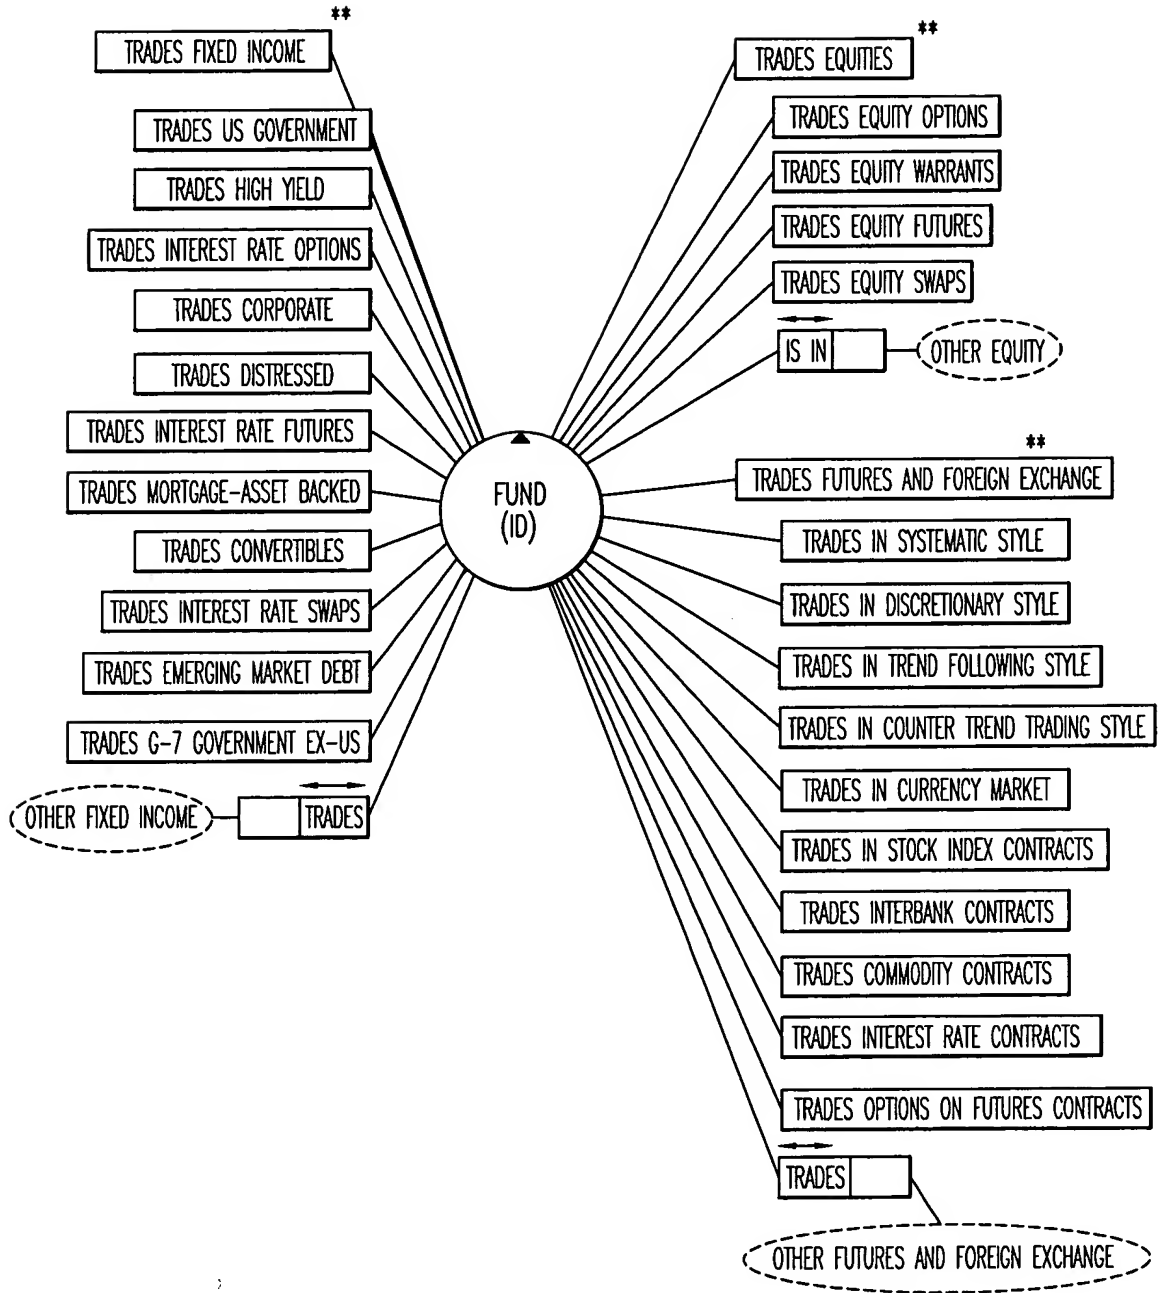 **
TRADES FIXED INCOME
TRADES US GOVERNMENT
TRADES HIGH YIELD
TRADES INTEREST RATE OPTIONS
TRADES CORPORATE
TRADES DISTRESSED
TRADES INTEREST RATE FUTURES
TRADES MORTGAGE-ASSET BACKED
TRADES CONVERTIBLES
TRADES INTEREST RATE SWAPS
TRADES EMERGING MARKET DEBT
TRADES G-7 GOVERNMENT EX-US
OTHER FIXED INCOME
TRADES
FUND
(ID)
**
TRADES EQUITIES
TRADES EQUITY OPTIONS
TRADES EQUITY WARRANTS
TRADES EQUITY FUTURES
TRADES EQUITY SWAPS
IS IN
OTHER EQUITY
**
TRADES FUTURES AND FOREIGN EXCHANGE
TRADES IN SYSTEMATIC STYLE
TRADES IN DISCRETIONARY STYLE
TRADES IN TREND FOLLOWING STYLE
TRADES IN COUNTER TREND TRADING STYLE
TRADES IN CURRENCY MARKET
TRADES IN STOCK INDEX CONTRACTS
TRADES INTERBANK CONTRACTS
TRADES COMMODITY CONTRACTS
TRADES INTEREST RATE CONTRACTS
TRADES OPTIONS ON FUTURES CONTRACTS
TRADES
OTHER FUTURES AND FOREIGN EXCHANGE